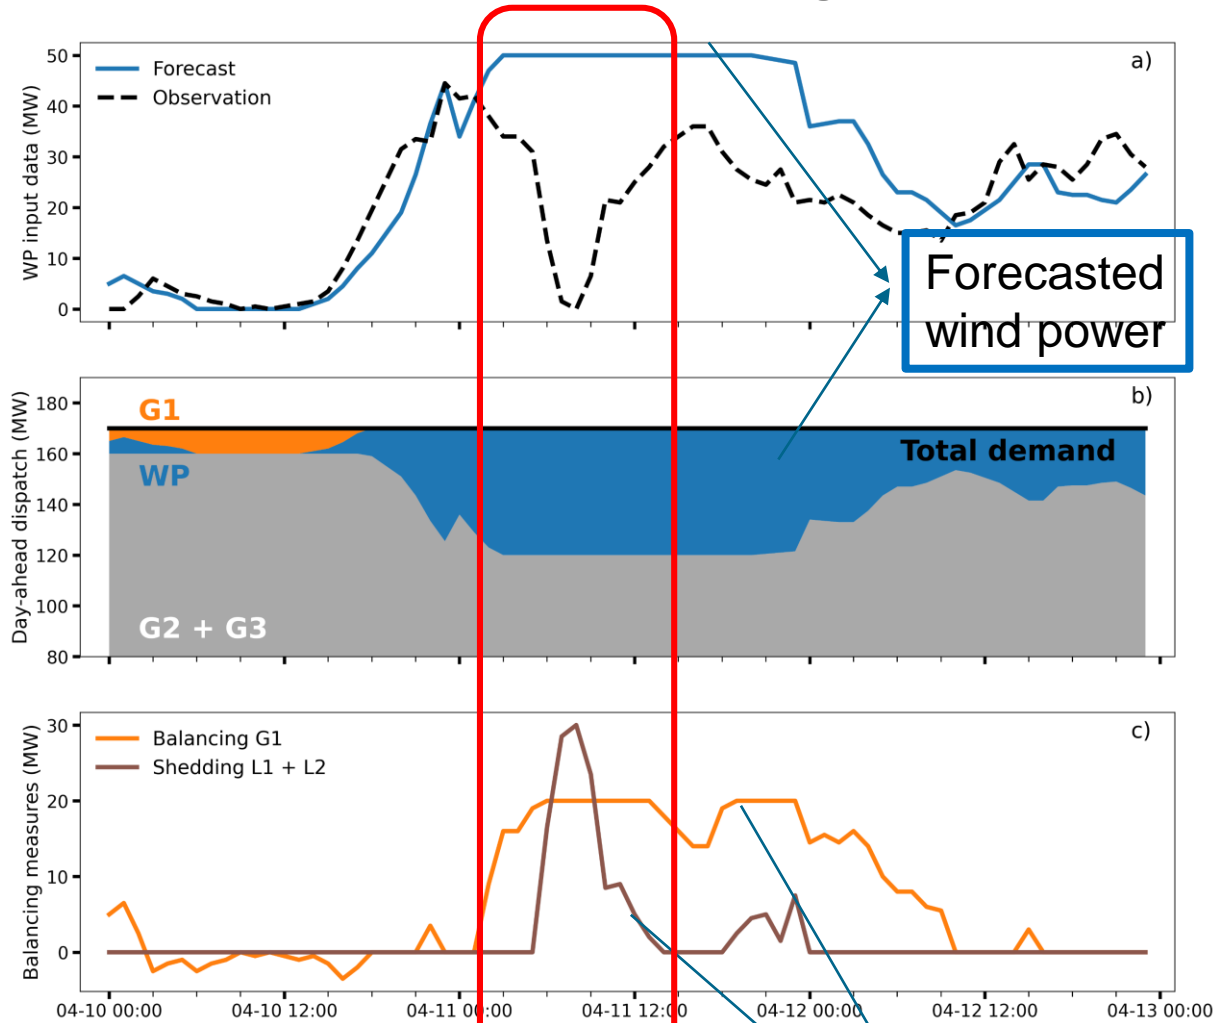 a)
Forecast
Observation
WP input data (MW)
50
40
30
20
10
0
Forecasted
wind power
b)
G1
WP
Total demand
G2 + G3
Day-ahead dispatch (MW)
180
160
140
120
100
80
c)
Balancing G1
Shedding L1 + L2
Balancing measures (MW)
30
20
10
0
04-10 00:00 04-10 12:00 04-11 00:00 04-11 12:00 04-12 00:00 04-12 12:00 04-13 00:00